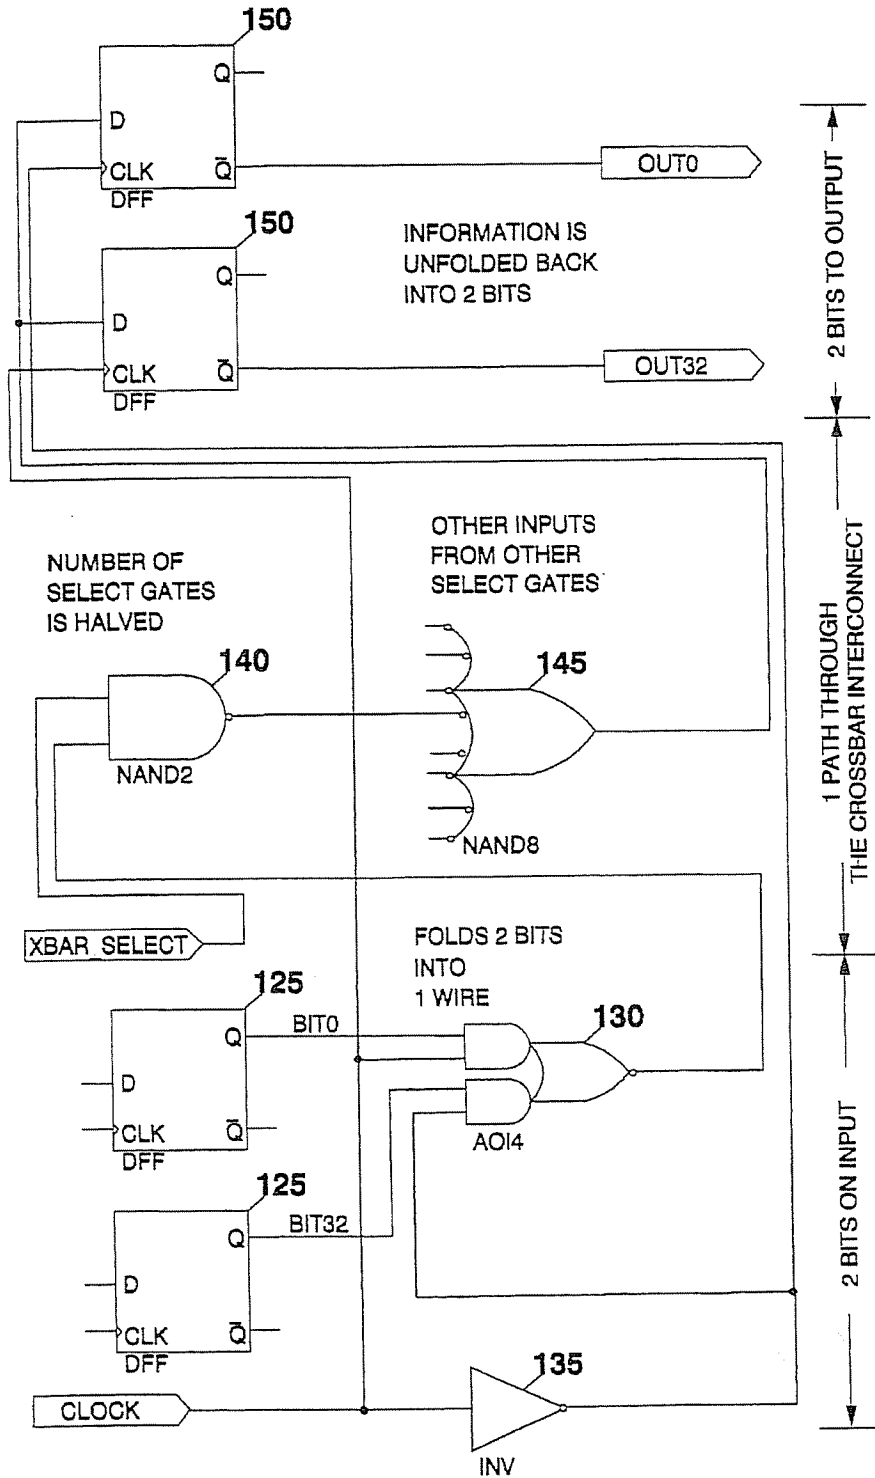 150
Q
D
CLK
Q̅
DFF
OUT0
150
Q
D
CLK
Q̅
DFF
OUT32
INFORMATION IS
UNFOLDED BACK
INTO 2 BITS
2 BITS TO OUTPUT
NUMBER OF
SELECT GATES
IS HALVED
OTHER INPUTS
FROM OTHER
SELECT GATES
140
NAND2
145
NAND8
1 PATH THROUGH
THE CROSSBAR INTERCONNECT
XBAR_SELECT
FOLDS 2 BITS
INTO
1 WIRE
125
Q
BIT0
D
CLK
Q̅
DFF
130
AOI4
125
Q
BIT32
D
CLK
Q̅
DFF
2 BITS ON INPUT
CLOCK
135
INV